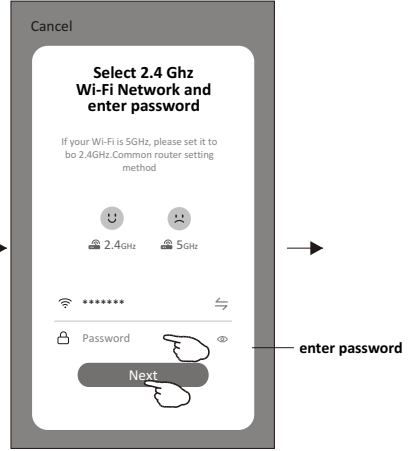 Cancel
Select 2.4 Ghz
Wi-Fi Network and
enter password
If your Wi-Fi is 5GHz, please set it to
bo 2.4GHz.Common router setting
method
2.4GHz 5GHz
*******
Password
enter password
Next